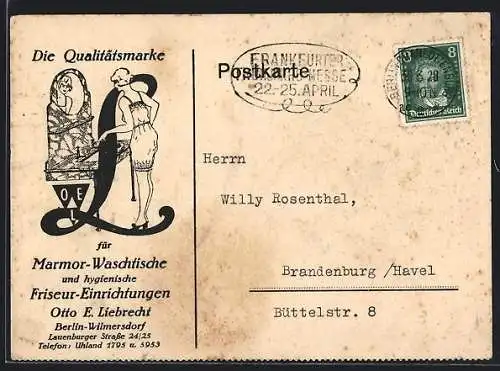 Die Qualitätsmarke
O E
L
für
Marmor-Waschtische
und hygienische
Friseur-Einrichtungen
Otto E. Liebrecht
Berlin-Wilmersdorf
Lauenburger Straße 24/25
Telefon: Uhland 1795 u. 5953
Postkarte
FRANKFURTER
MESSE
22-25. APRIL
8
Deutsches Reich
Herrn
Willy Rosenthal,
Brandenburg /Havel
Büttelstr. 8